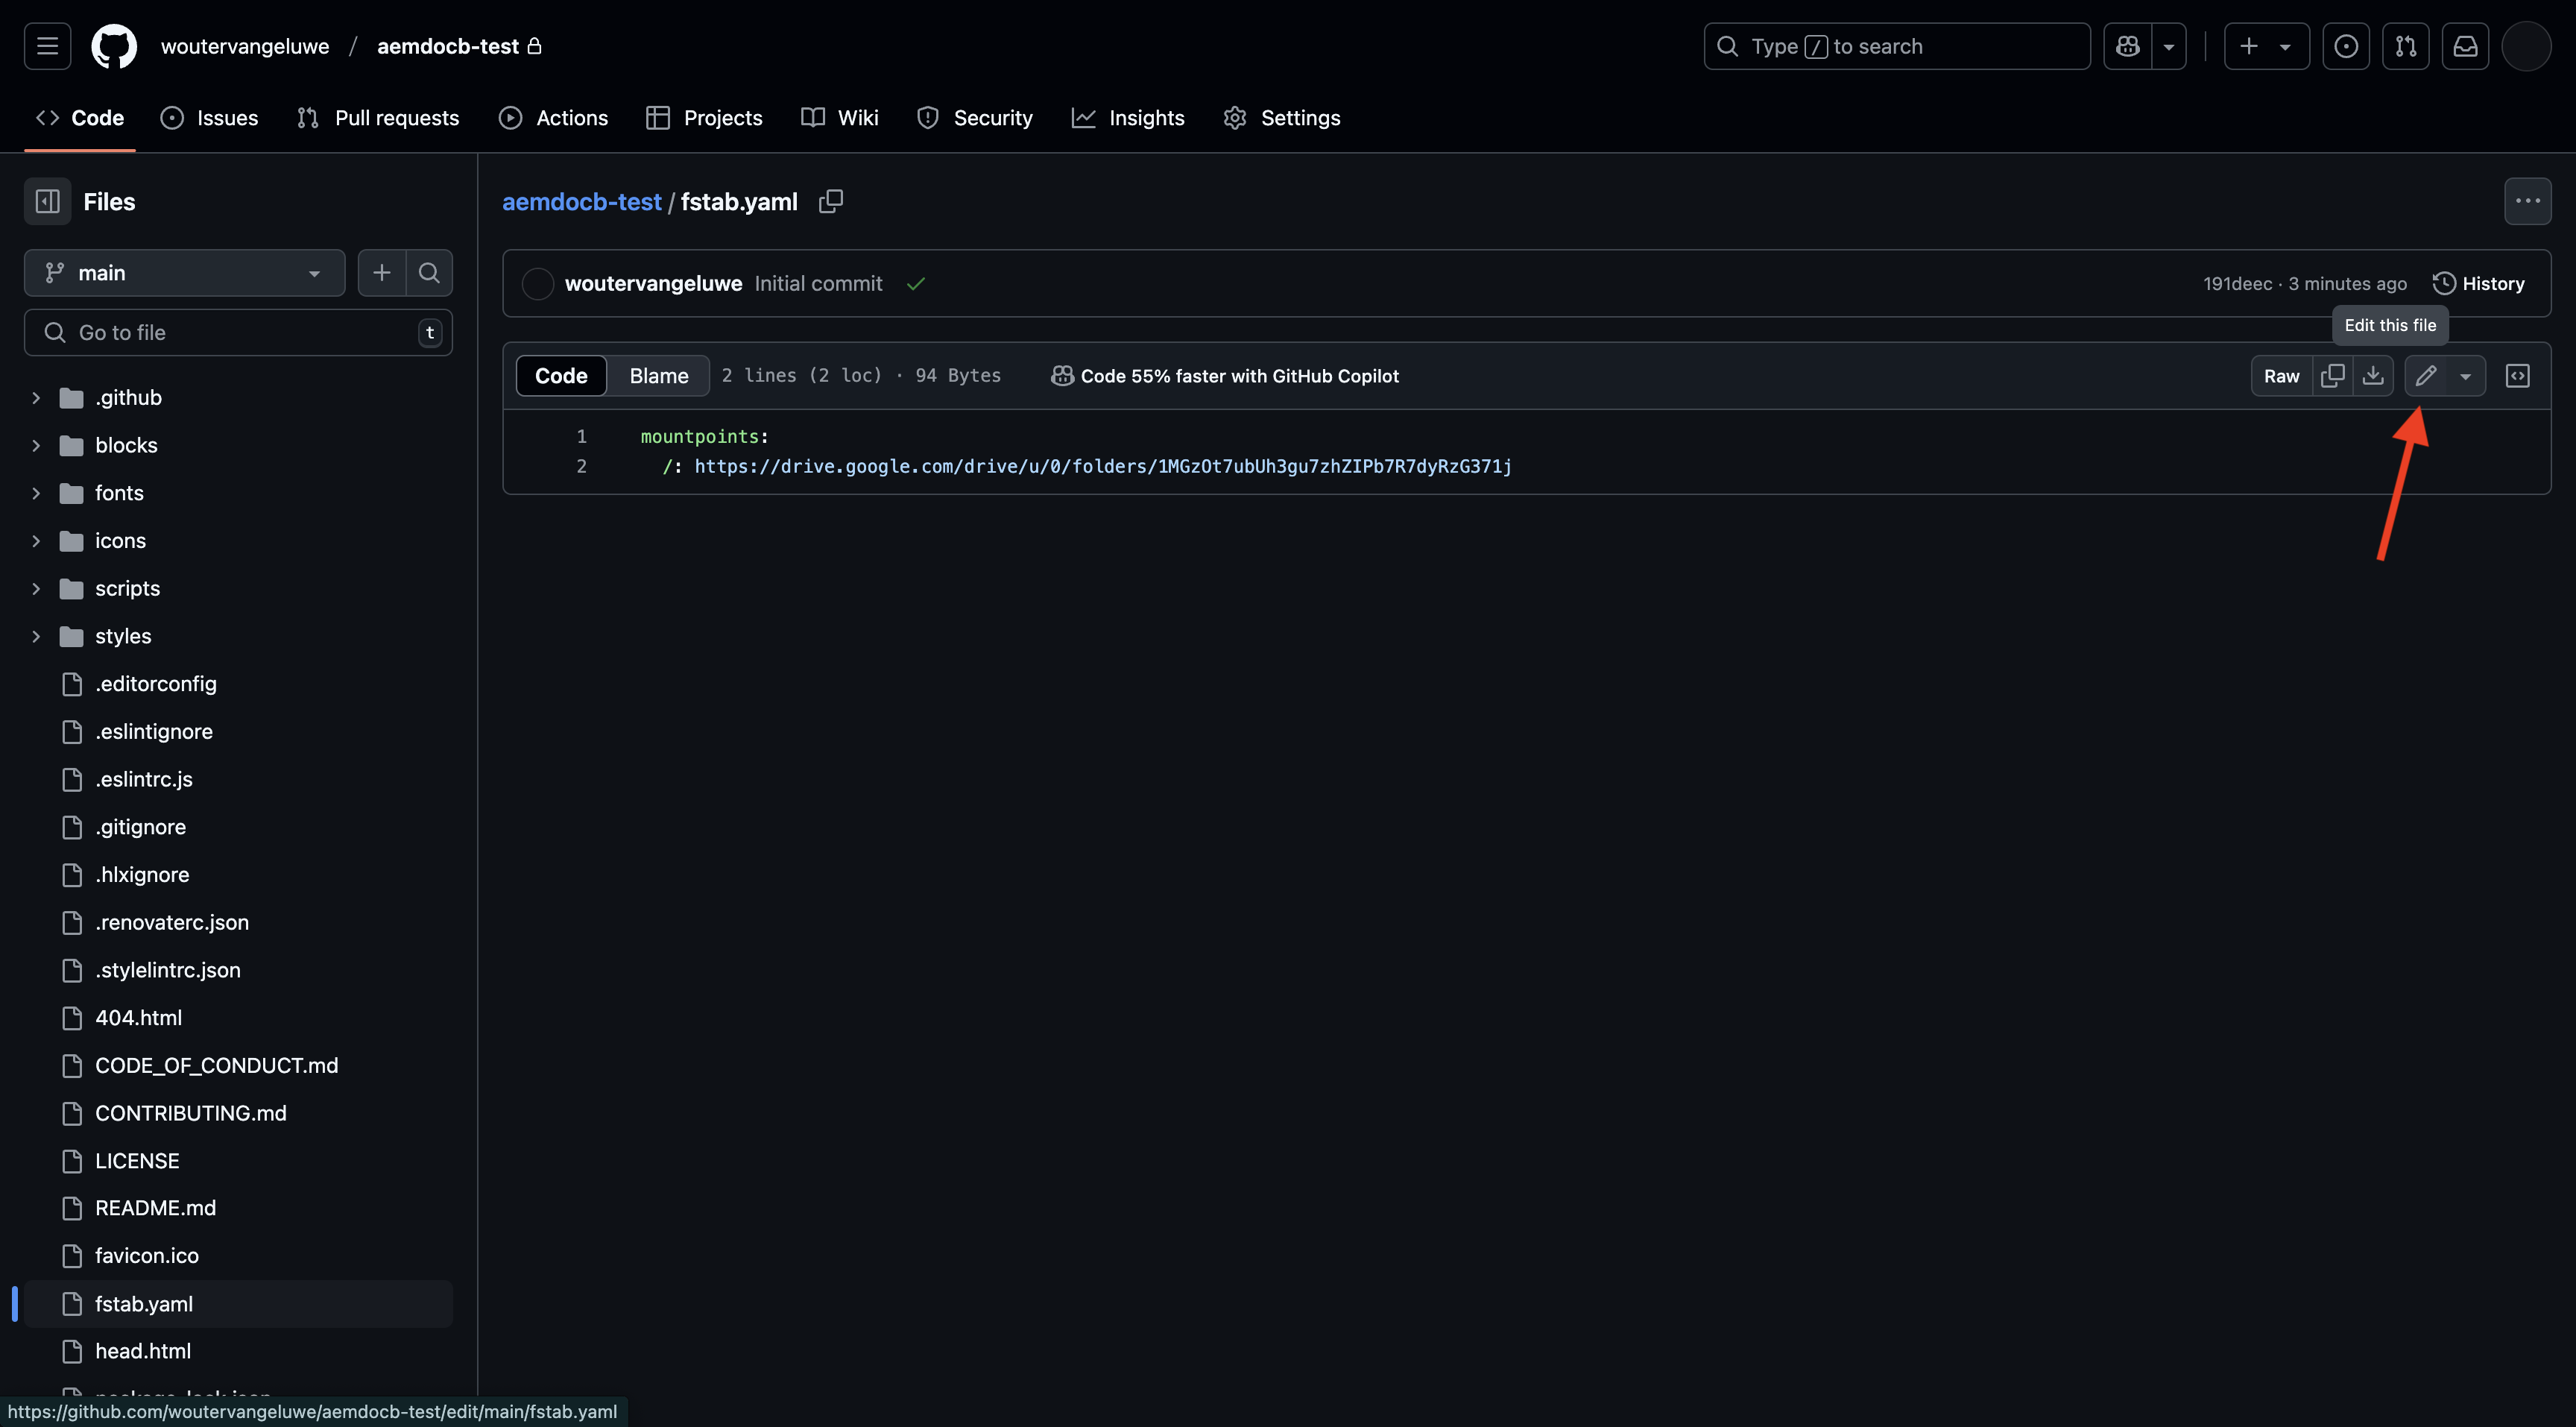 woutervangeluwe / aemdocb-test
Type / to search
Code
Issues
Pull requests
Actions
Projects
Wiki
Security
Insights
Settings
Files
main
Go to file
t
.github
blocks
fonts
icons
scripts
styles
.editorconfig
.eslintignore
.eslintrc.js
.gitignore
.hlxignore
.renovaterc.json
.stylelintrc.json
404.html
CODE_OF_CONDUCT.md
CONTRIBUTING.md
LICENSE
README.md
favicon.ico
fstab.yaml
head.html
https://github.com/woutervangeluwe/aemdocb-test/edit/main/fstab.yaml
aemdocb-test / fstab.yaml
woutervangeluwe Initial commit
191deec · 3 minutes ago
History
Edit this file
Code
Blame
2 lines (2 loc) · 94 Bytes
Code 55% faster with GitHub Copilot
Raw
1 mountpoints:
2 /: https://drive.google.com/drive/u/0/folders/1MGzOt7ubUh3gu7zhZIPb7R7dyRzG371j